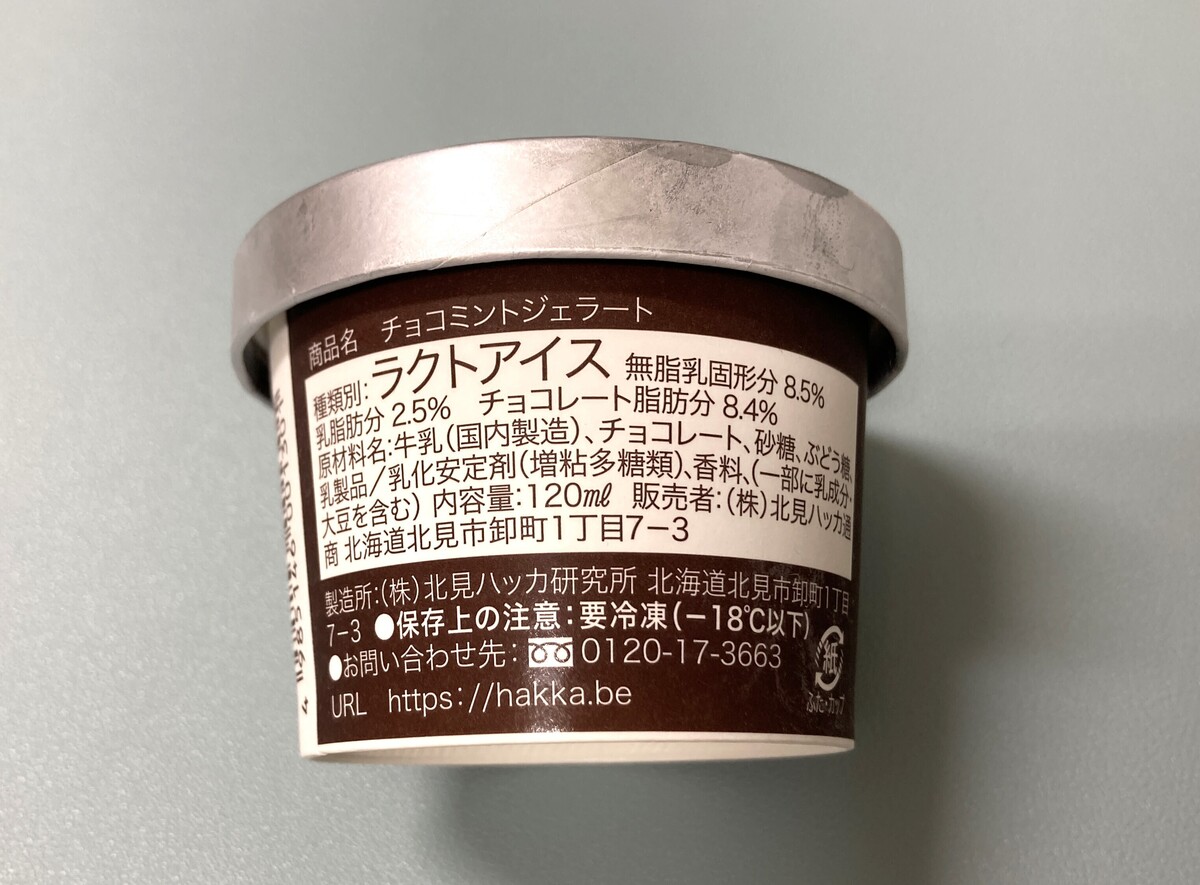 商品名 チョコミントジェラート
種類別:ラクトアイス 無脂乳固形分 8.5%
乳脂肪分 2.5% チョコレート脂肪分 8.4%
原材料名:牛乳(国内製造)、チョコレート、砂糖、ぶどう糖、
乳製品/乳化安定剤(増粘多糖類)、香料、(一部に乳成分・
大豆を含む) 内容量:120㎖ 販売者:(株)北見ハッカ通
商 北海道北見市卸町1丁目7−3
製造所:(株)北見ハッカ研究所 北海道北見市卸町1丁目
7−3 ●保存上の注意:要冷凍(−18℃以下)
●お問い合わせ先: 0120-17-3663
URL https://hakka.be
紙
ふた・カップ